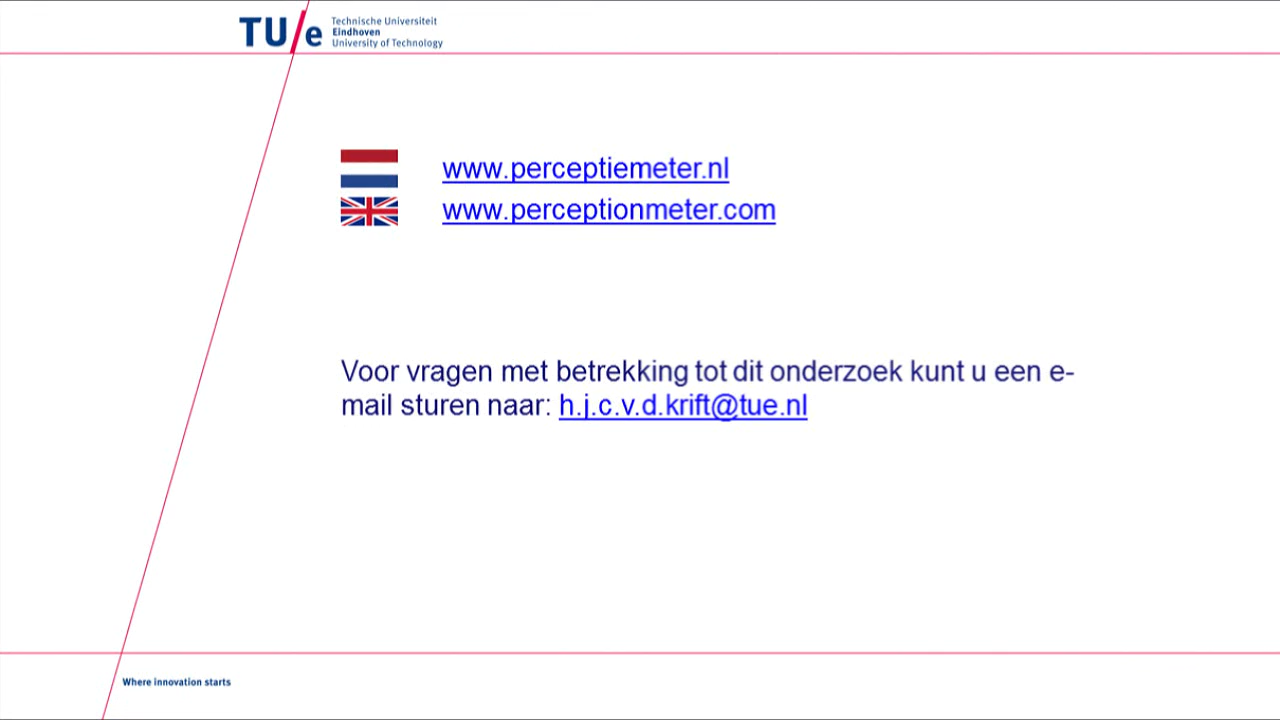 TU/e
Technische Universiteit
Eindhoven
University of Technology
www.perceptiemeter.nl
www.perceptionmeter.com
Voor vragen met betrekking tot dit onderzoek kunt u een e-
mail sturen naar: h.j.c.v.d.krift@tue.nl
Where innovation starts